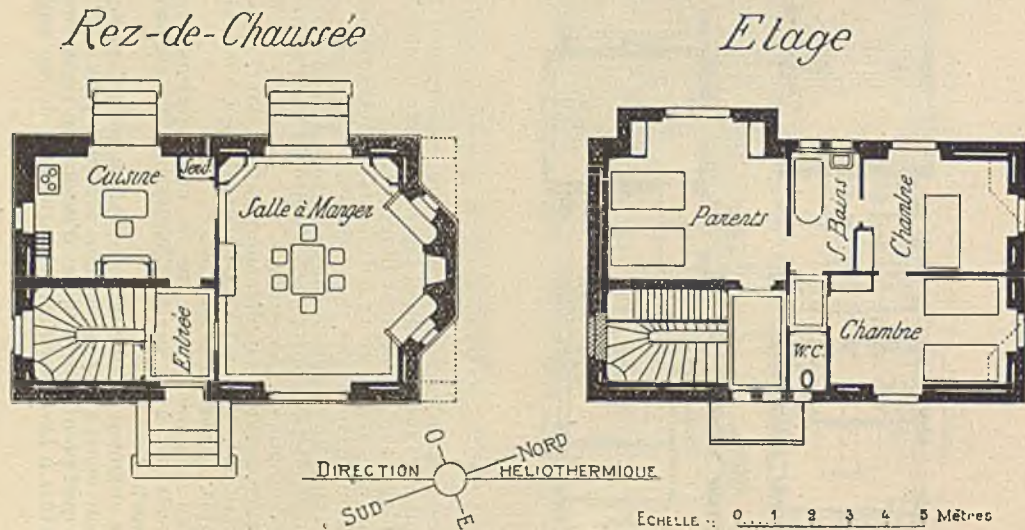 Rez-de-Chaussée
Etage
Cuisine
Salle à Manger
Entrée
Parents
S. Bains
Chambre
Chambre
W.C.
O
NORD
DIRECTION HELIOTHERMIQUE
SUD
E
ECHELLE : 0 1 2 3 4 5 Mètres